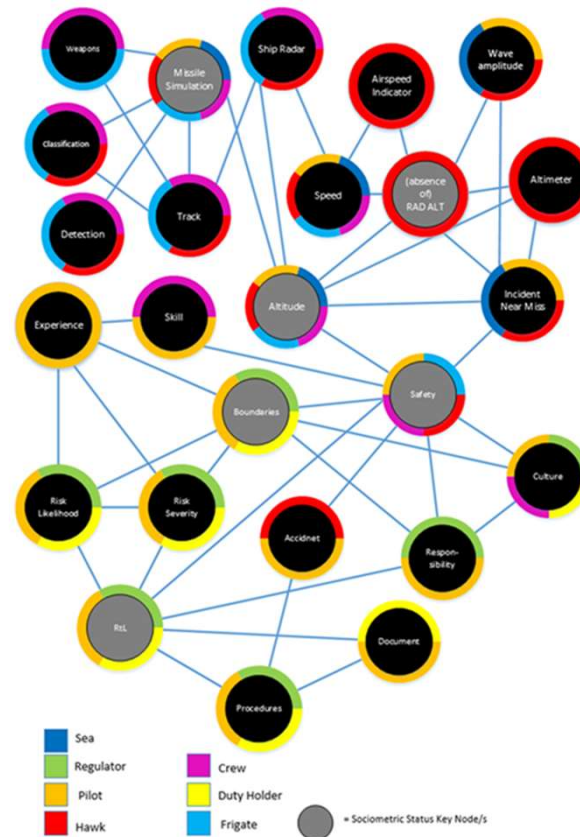 Weapons
Missile
Simulation
Ship Radar
Airspeed
Indicator
Wave
amplitude
Classification
Detection
Track
Speed
(absence
of)
RAD ALT
Altimeter
Experience
Skill
Altitude
Incident
Near Miss
Boundaries
Safety
Culture
Risk
Likelihood
Risk
Severity
Accidnet
Respon-
sibility
RtL
Document
Procedures
Sea
Regulator
Pilot
Hawk
Crew
Duty Holder
Frigate
= Sociometric Status Key Node/s